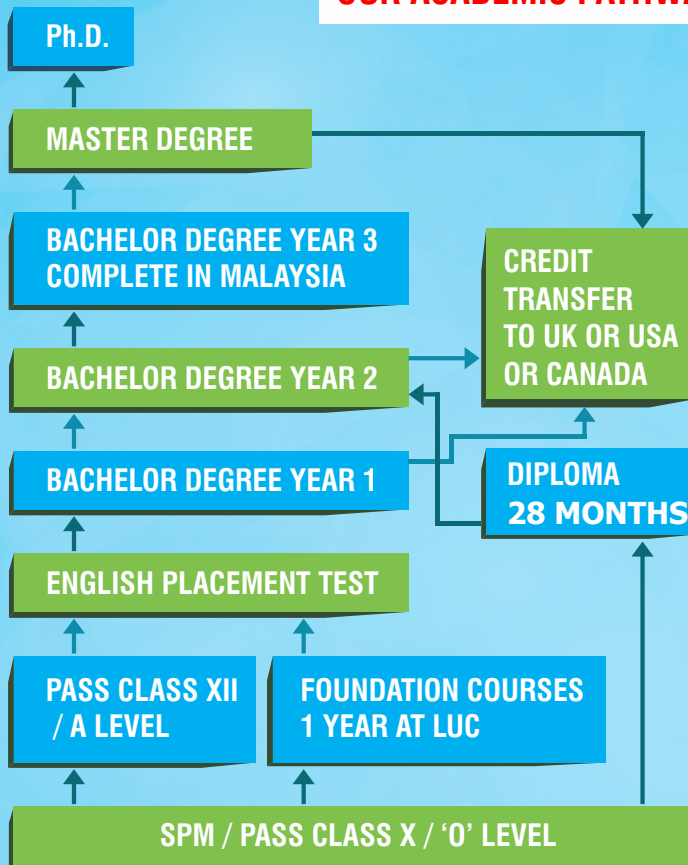 Ph.D.
MASTER DEGREE
BACHELOR DEGREE YEAR 3
COMPLETE IN MALAYSIA
CREDIT
TRANSFER
TO UK OR USA
OR CANADA
BACHELOR DEGREE YEAR 2
BACHELOR DEGREE YEAR 1
DIPLOMA
28 MONTHS
ENGLISH PLACEMENT TEST
PASS CLASS XII
/ A LEVEL
FOUNDATION COURSES
1 YEAR AT LUC
SPM / PASS CLASS X / ‘O’ LEVEL